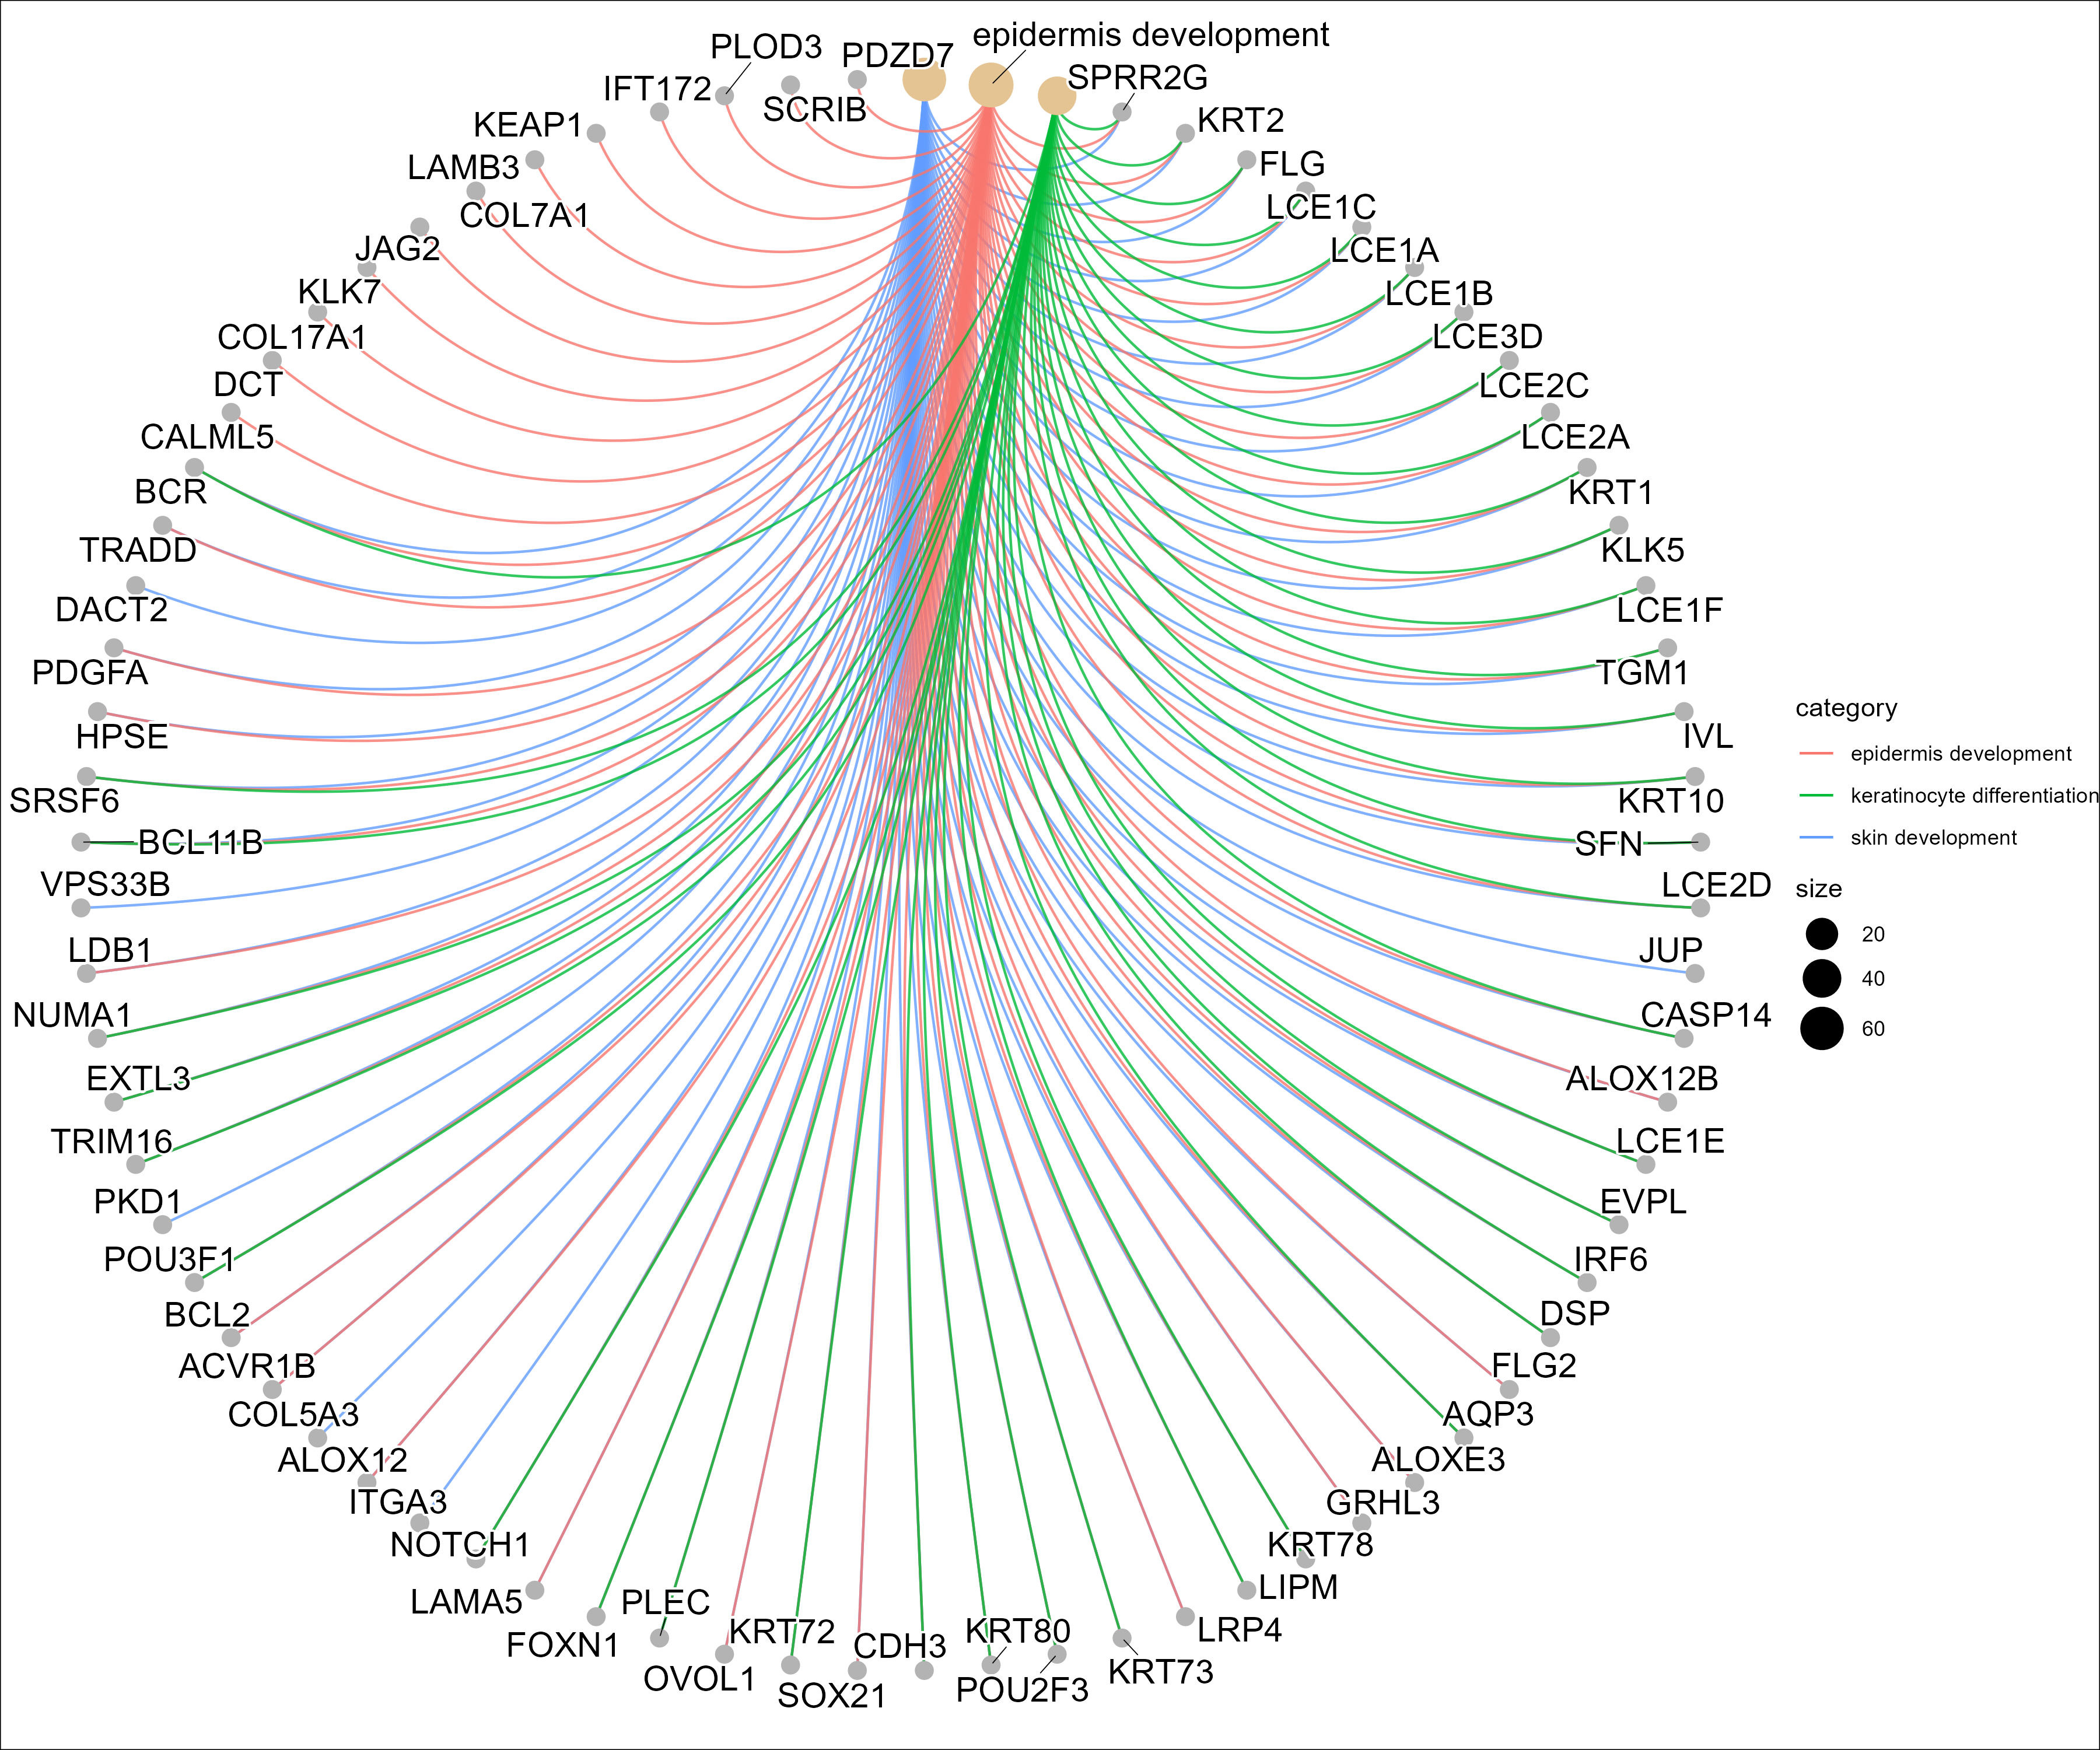 epidermis development
PLOD3
PDZD7
SPRR2G
IFT172
SCRIB
KEAP1
KRT2
LAMB3
FLG
COL7A1
LCE1C
JAG2
LCE1A
KLK7
LCE1B
COL17A1
LCE3D
DCT
LCE2C
CALML5
LCE2A
BCR
KRT1
TRADD
KLK5
DACT2
LCE1F
PDGFA
TGM1
HPSE
IVL
SRSF6
KRT10
BCL11B
SFN
VPS33B
LCE2D
LDB1
JUP
NUMA1
CASP14
EXTL3
ALOX12B
TRIM16
LCE1E
PKD1
EVPL
POU3F1
IRF6
BCL2
DSP
ACVR1B
FLG2
COL5A3
AQP3
ALOX12
ALOXE3
ITGA3
GRHL3
NOTCH1
KRT78
LAMA5
LIPM
FOXN1
PLEC
KRT72
CDH3
KRT80
LRP4
OVOL1
SOX21
POU2F3
KRT73
category
epidermis development
keratinocyte differentiation
skin development
size
20
40
60